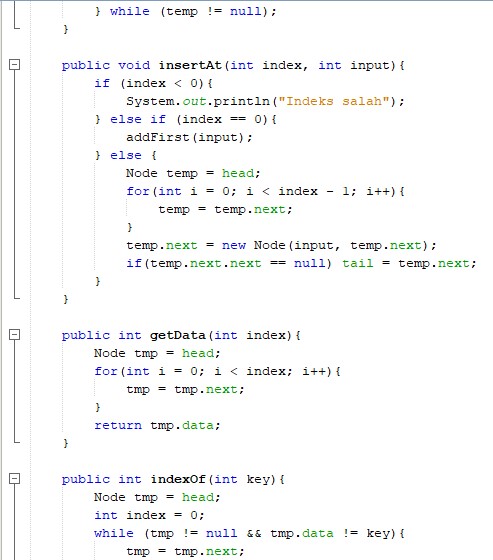 } while (temp != null);
}
public void insertAt(int index, int input){
if (index < 0){
System.out.println("Indeks salah");
} else if (index == 0){
addFirst(input);
} else {
Node temp = head;
for(int i = 0; i < index - 1; i++){
temp = temp.next;
}
temp.next = new Node(input, temp.next);
if(temp.next.next == null) tail = temp.next;
}
}
public int getData(int index){
Node tmp = head;
for(int i = 0; i < index; i++){
tmp = tmp.next;
}
return tmp.data;
}
public int indexOf(int key){
Node tmp = head;
int index = 0;
while (tmp != null && tmp.data != key){
tmp = tmp.next;